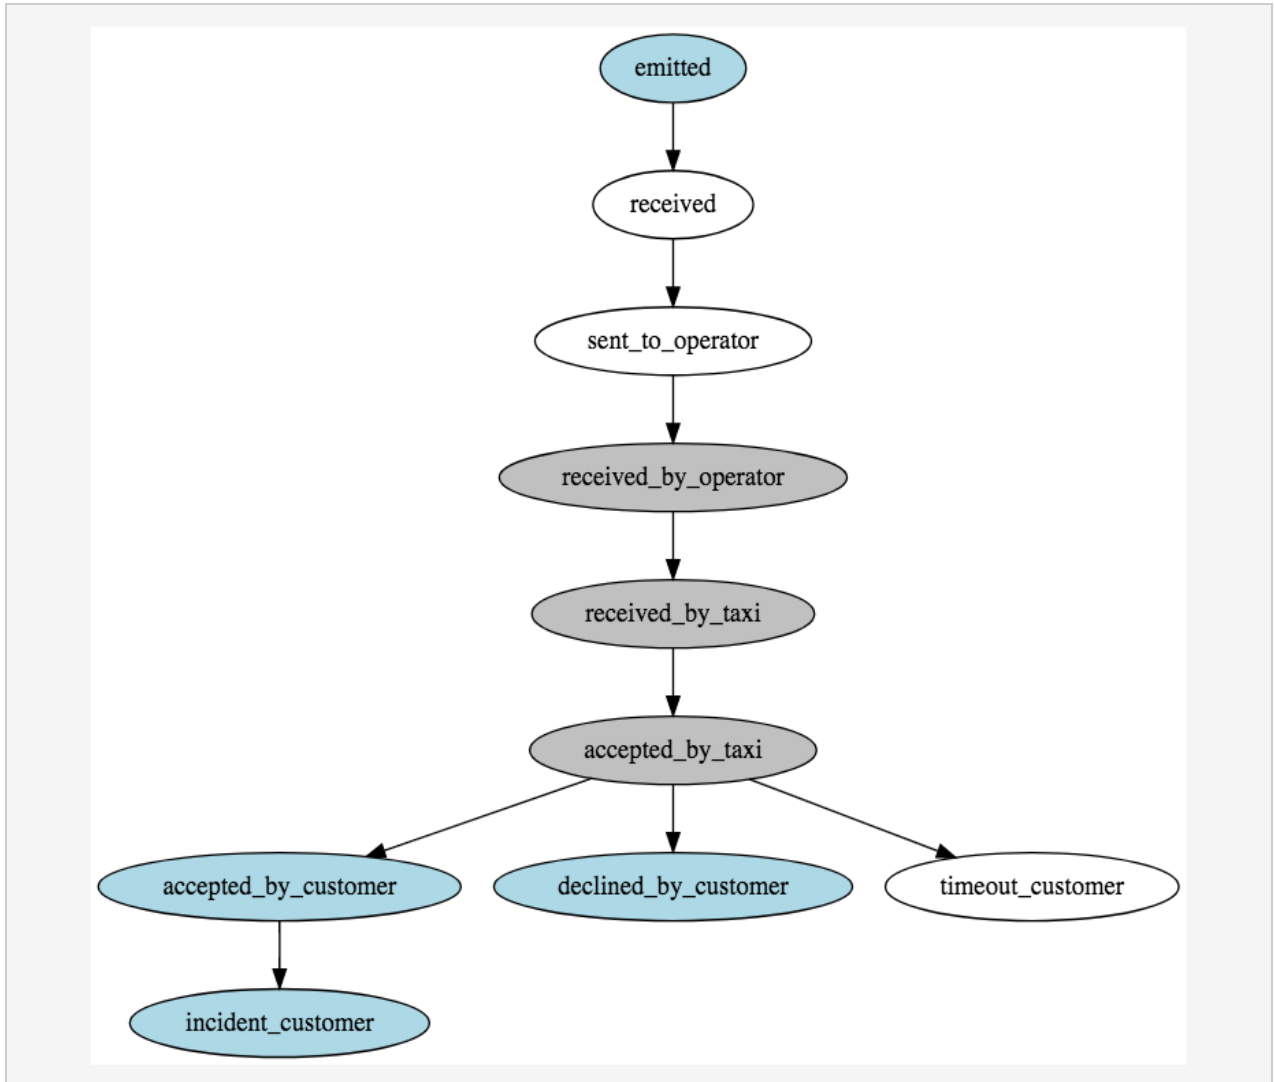 emitted
received
sent_to_operator
received_by_operator
received_by_taxi
accepted_by_taxi
accepted_by_customer
declined_by_customer
timeout_customer
incident_customer